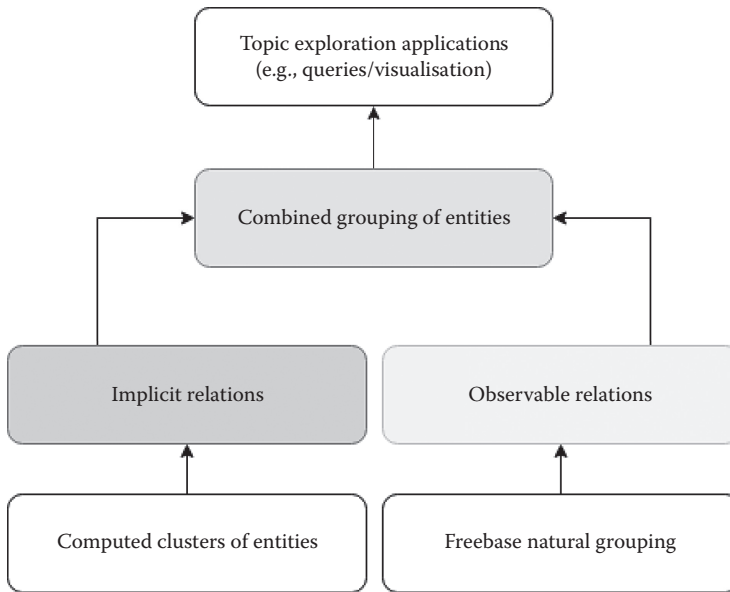 Topic exploration applications
(e.g., queries/visualisation)
Combined grouping of entities
Implicit relations
Observable relations
Computed clusters of entities
Freebase natural grouping